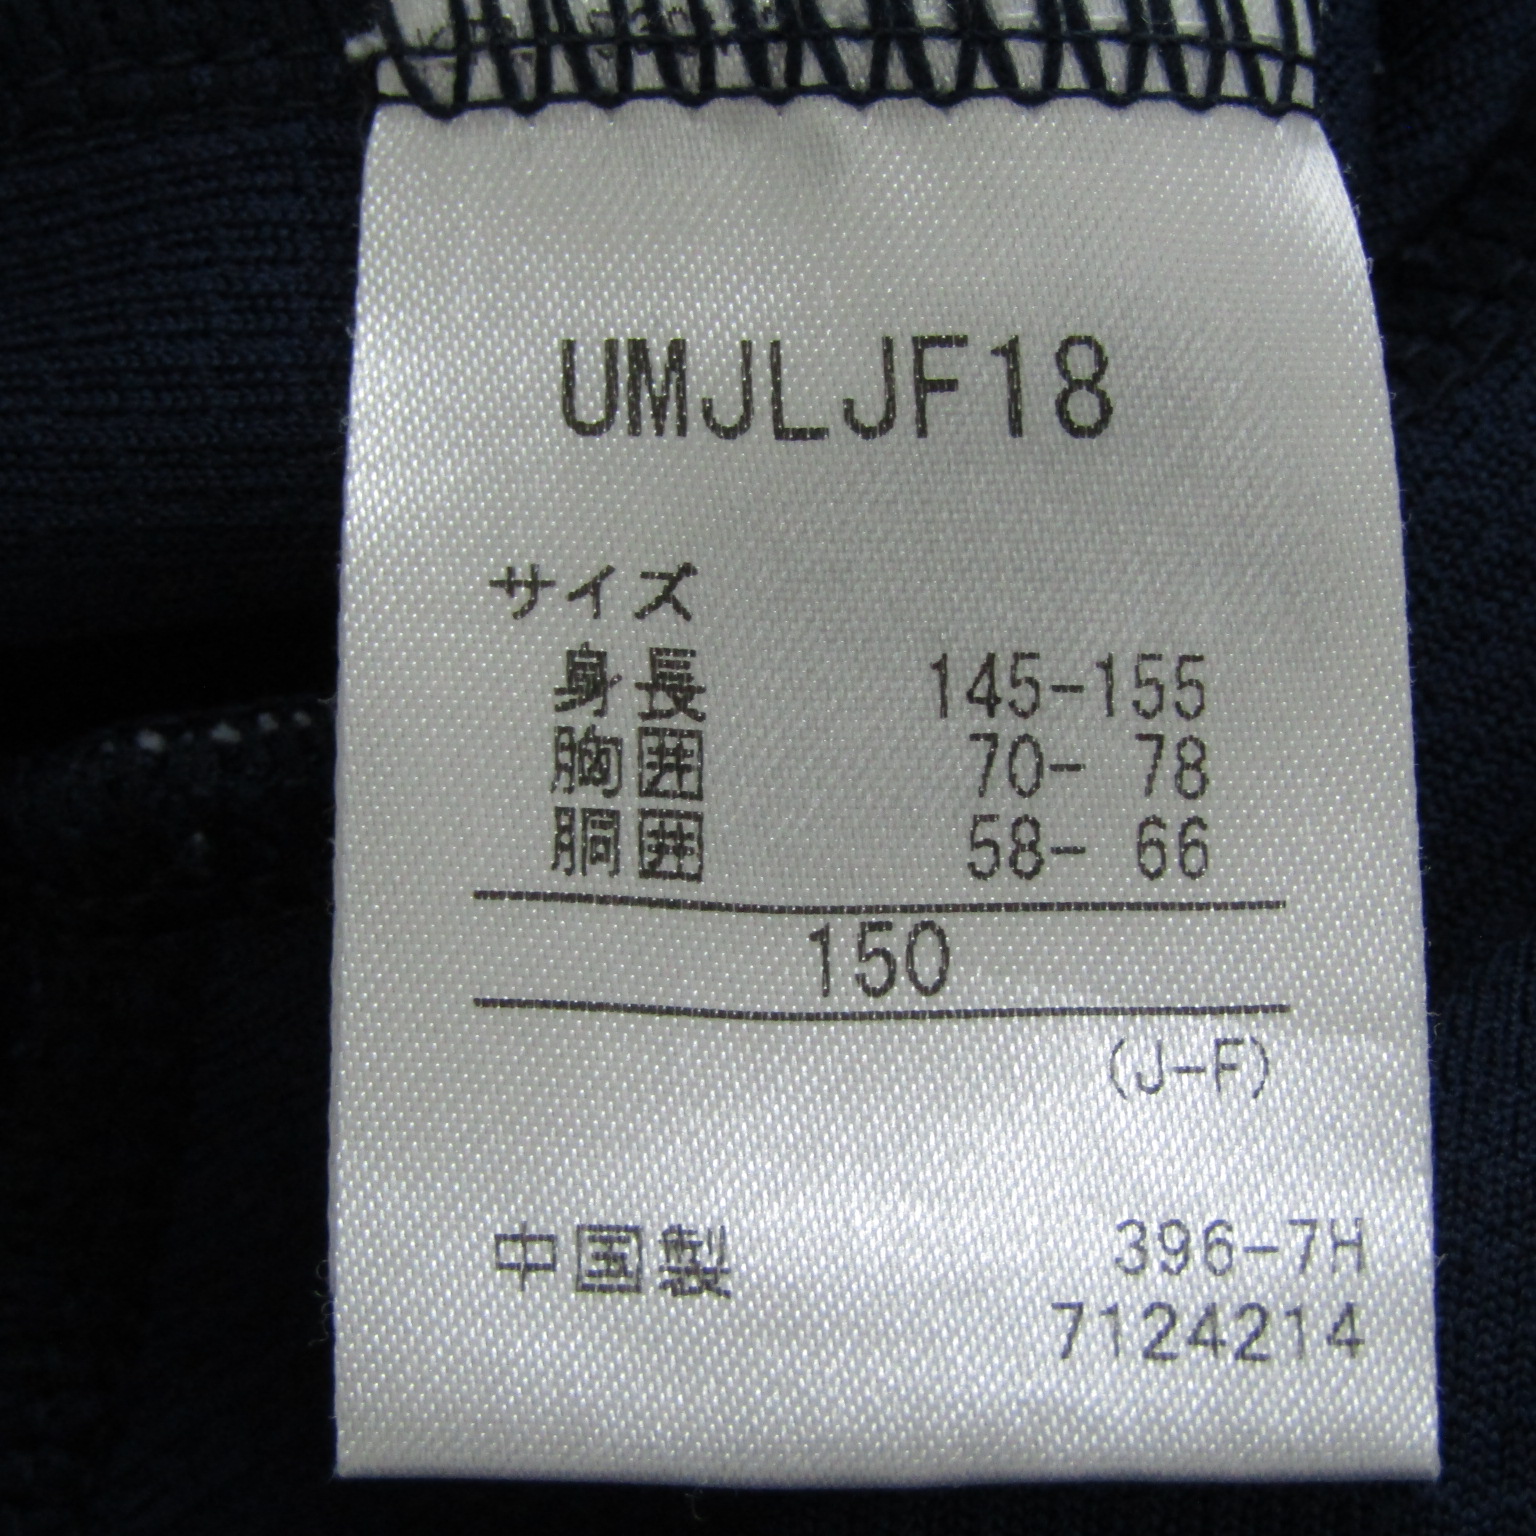 UMJLJF18
サイズ
身長 145-155
胸囲 70- 78
胴囲 58- 66
150
(J-F)
中国製 396-7H
7124214